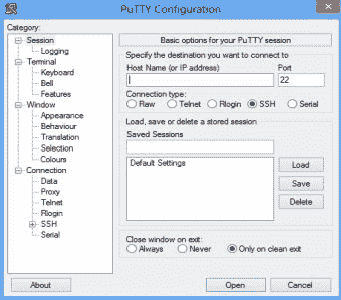 PuTTY Configuration
Category:
Session
Logging
Terminal
Keyboard
Bell
Features
Window
Appearance
Behaviour
Translation
Selection
Colours
Connection
Data
Proxy
Telnet
Rlogin
SSH
Serial
Basic options for your PuTTY session
Specify the destination you want to connect to
Host Name (or IP address) Port
22
Connection type:
Raw Telnet Rlogin SSH Serial
Load, save or delete a stored session
Saved Sessions
Default Settings
Load
Save
Delete
Close window on exit:
Always Never Only on clean exit
About Open Cancel